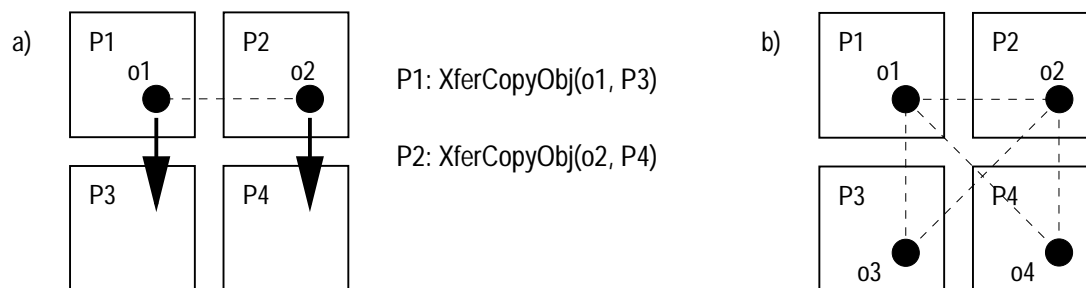 a)
P1
P2
o1
o2
P1: XferCopyObj(o1, P3)
P2: XferCopyObj(o2, P4)
P3
P4
b)
P1
P2
o1
o2
P3
P4
o3
o4